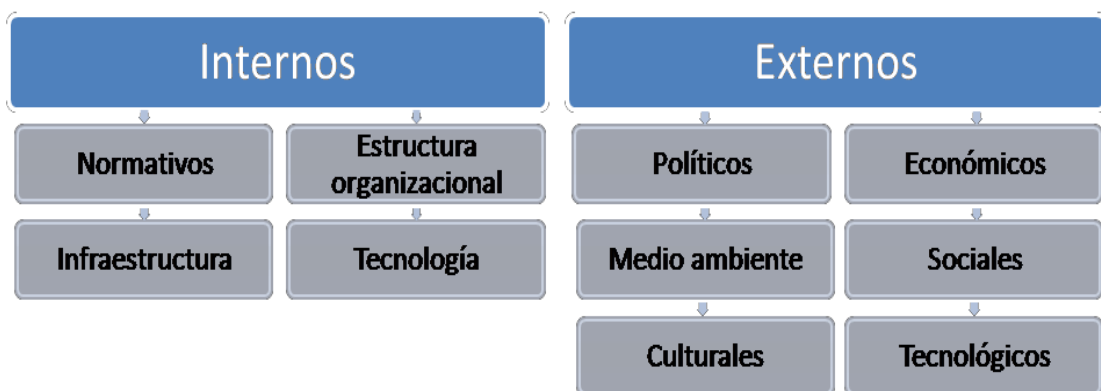 Internos
Externos
Normativos
Estructura
organizacional
Políticos
Económicos
Infraestructura
Tecnología
Medio ambiente
Sociales
Culturales
Tecnológicos